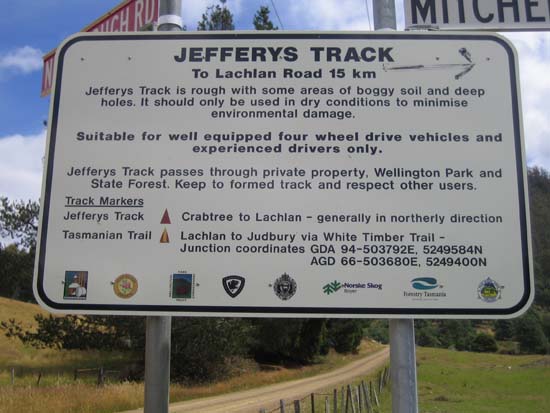 MITCHE
JEFFERYS TRACK
To Lachlan Road 15 km
Jefferys Track is rough with some areas of boggy soil and deep
holes. It should only be used in dry conditions to minimise
environmental damage.
Suitable for well equipped four wheel drive vehicles and
experienced drivers only.
Jefferys Track passes through private property, Wellington Park and
State Forest. Keep to formed track and respect other users.
Track Markers
Jefferys Track Crabtree to Lachlan - generally in northerly direction
Tasmanian Trail Lachlan to Judbury via White Timber Trail -
Junction coordinates GDA 94-503792E, 5249584N
AGD 66-503680E, 5249400N
Norske Skog
Boyer
Forestry Tasmania